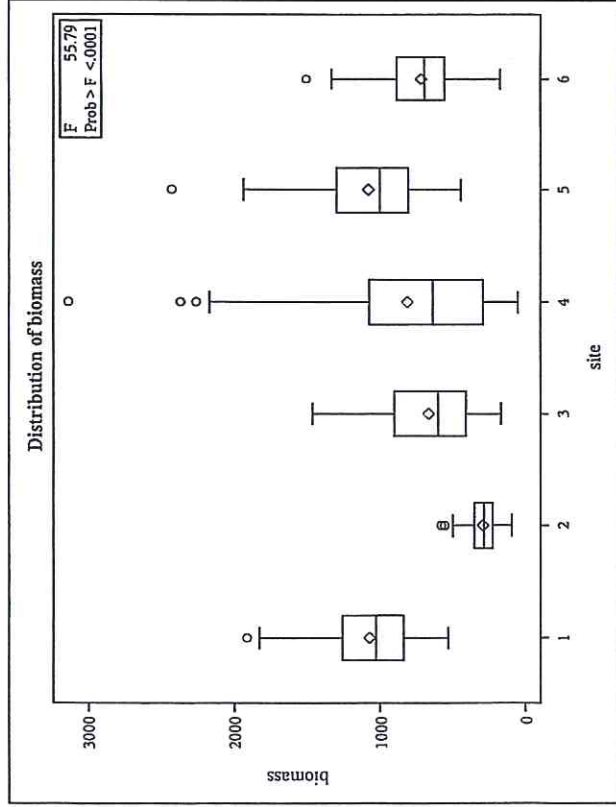 Distribution of biomass
F 55.79
Prob > F <.0001
biomass
3000
2000
1000
0
1 2 3 4 5 6
site